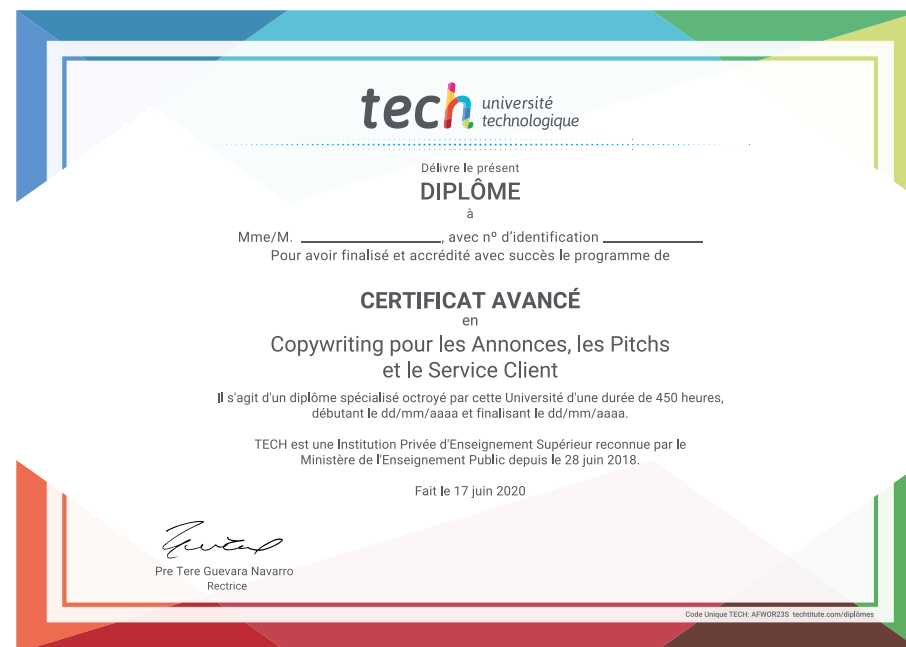 tech université
technologique
Délivre le présent
DIPLÔME
à
Mme/M. ____________________, avec nº d'identification ______________
Pour avoir finalisé et accrédité avec succès le programme de
CERTIFICAT AVANCÉ
en
Copywriting pour les Annonces, les Pitchs
et le Service Client
Il s'agit d'un diplôme spécialisé octroyé par cette Université d'une durée de 450 heures,
débutant le dd/mm/aaaa et finalisant le dd/mm/aaaa.
TECH est une Institution Privée d'Enseignement Supérieur reconnue par le
Ministère de l'Enseignement Public depuis le 28 juin 2018.
Fait le 17 juin 2020
Pre Tere Guevara Navarro
Rectrice
Code Unique TECH: AFWOR23S techtitute.com/diplômes